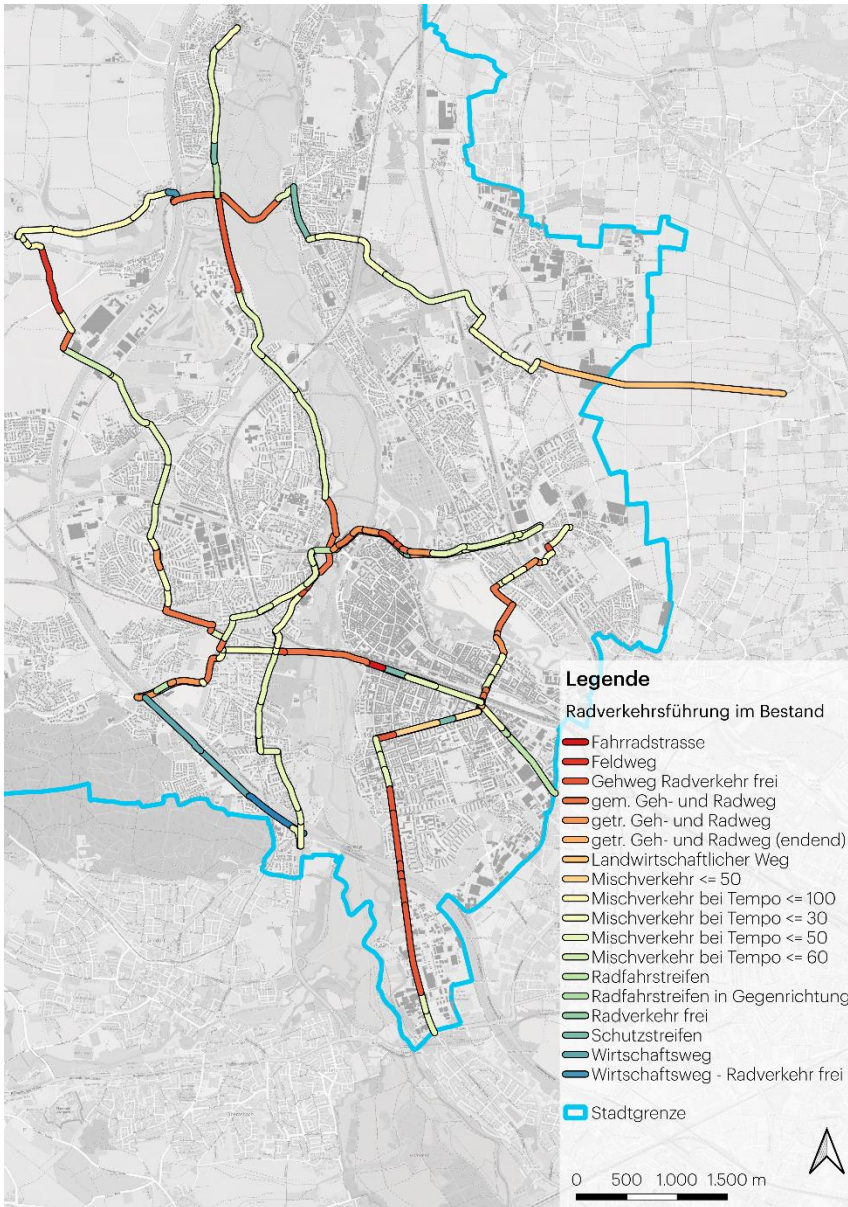 Legende
Radverkehrsführung im Bestand
Fahrradstrasse
Feldweg
Gehweg Radverkehr frei
gem. Geh- und Radweg
getr. Geh- und Radweg
getr. Geh- und Radweg (endend)
Landwirtschaftlicher Weg
Mischverkehr <= 50
Mischverkehr bei Tempo <= 100
Mischverkehr bei Tempo <= 30
Mischverkehr bei Tempo <= 50
Mischverkehr bei Tempo <= 60
Radfahrstreifen
Radfahrstreifen in Gegenrichtung
Radverkehr frei
Schutzstreifen
Wirtschaftsweg
Wirtschaftsweg - Radverkehr frei
Stadtgrenze
0 500 1.000 1.500 m